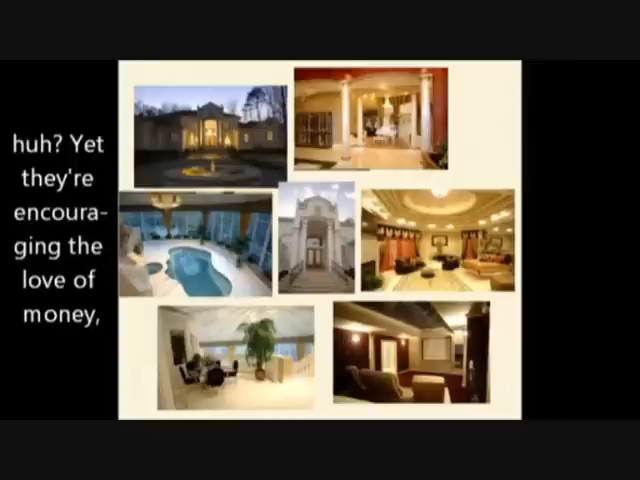 huh? Yet
they're
encoura-
ging the
love of
money,